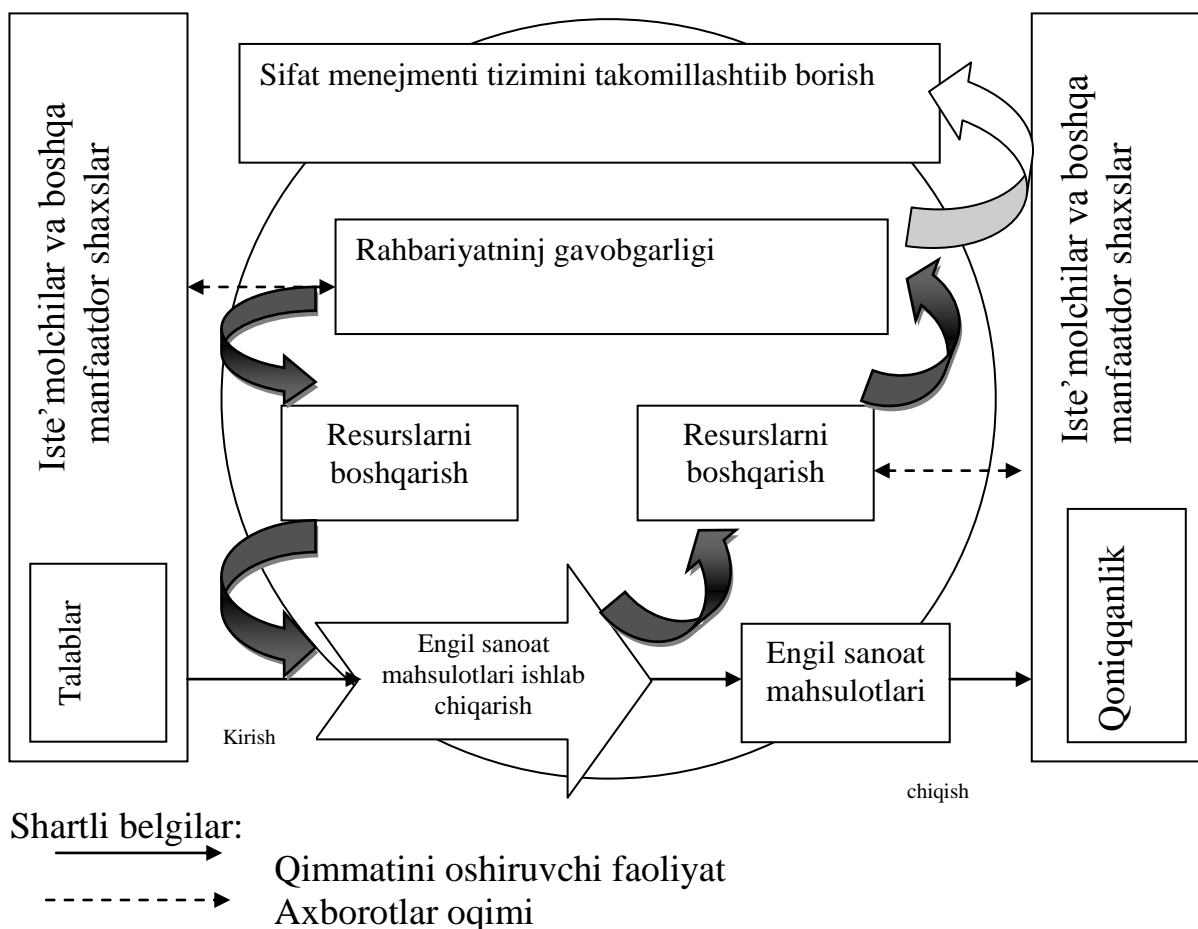 Iste’molchilar va boshqa
manfaatdor shaxslar
Talablar
Sifat menejmenti tizimini takomillashtiib borish
Rahbariyatninj gavobgarligi
Resurslarni
boshqarish
Resurslarni
boshqarish
Engil sanoat
mahsulotlari ishlab
chiqarish
Engil sanoat
mahsulotlari
Kirish
chiqish
Iste’molchilar va boshqa
manfaatdor shaxslar
Qoniqqanlik
Shartli belgilar:
Qimmatini oshiruvchi faoliyat
Axborotlar oqimi